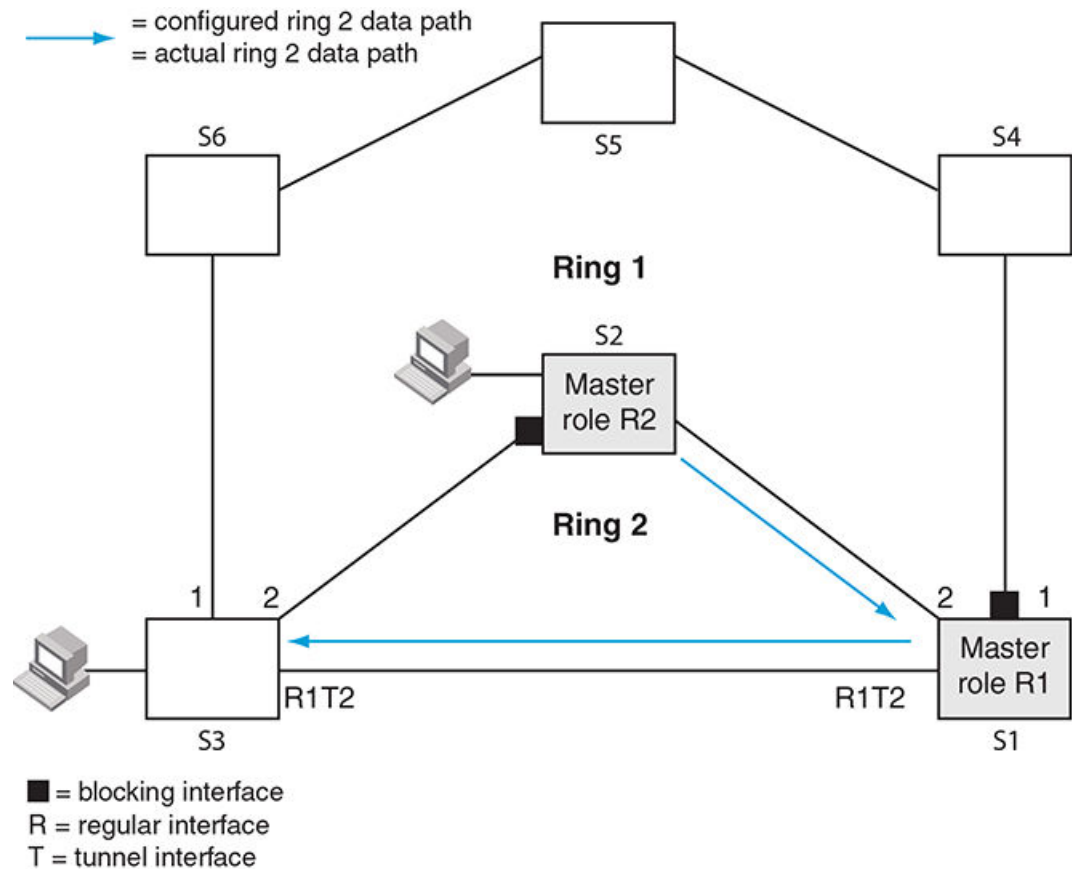 = configured ring 2 data path
= actual ring 2 data path
S6
S5
S4
Ring 1
S2
Master
role R2
Ring 2
1
2
2
1
Master
role R1
R1T2
R1T2
S3
S1
= blocking interface
R = regular interface
T = tunnel interface